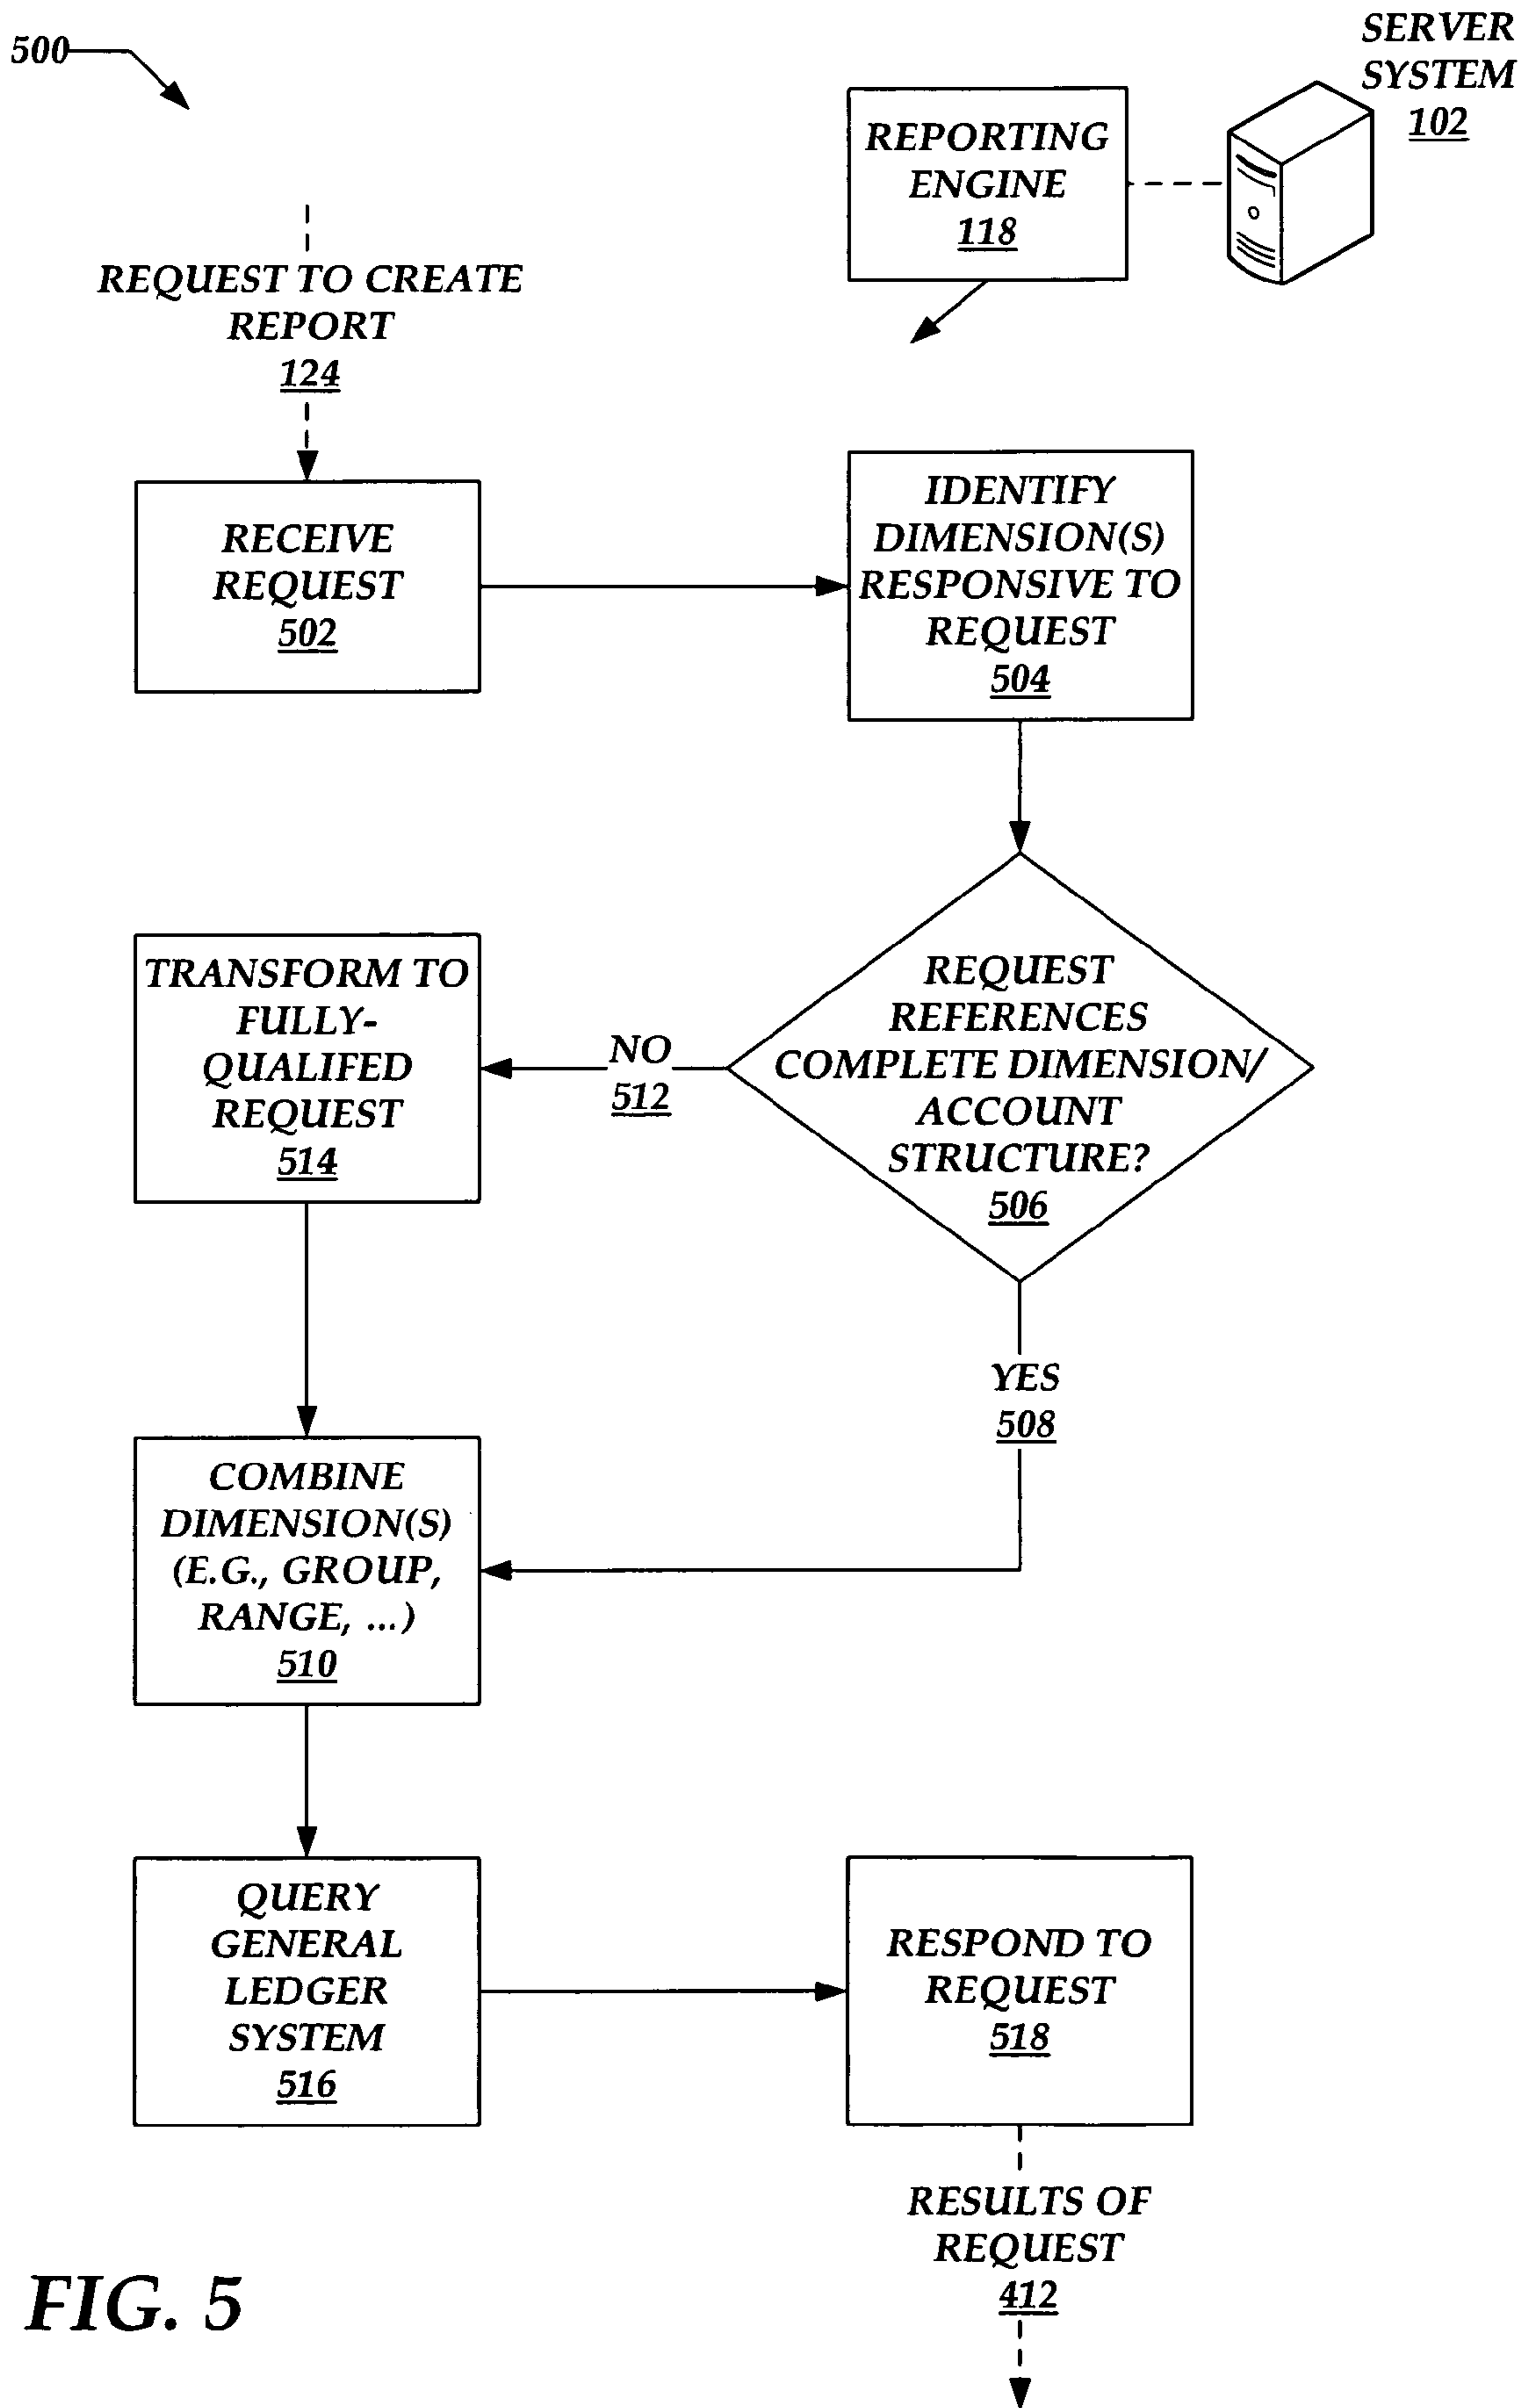 500
SERVER
SYSTEM
102
REPORTING
ENGINE
118
REQUEST TO CREATE
REPORT
124
RECEIVE
REQUEST
502
IDENTIFY
DIMENSION(S)
RESPONSIVE TO
REQUEST
504
REQUEST
REFERENCES
COMPLETE DIMENSION/
ACCOUNT
STRUCTURE?
506
NO
512
TRANSFORM TO
FULLY-
QUALIFED
REQUEST
514
YES
508
COMBINE
DIMENSION(S)
(E.G., GROUP,
RANGE, ...)
510
QUERY
GENERAL
LEDGER
SYSTEM
516
RESPOND TO
REQUEST
518
RESULTS OF
REQUEST
412
FIG. 5